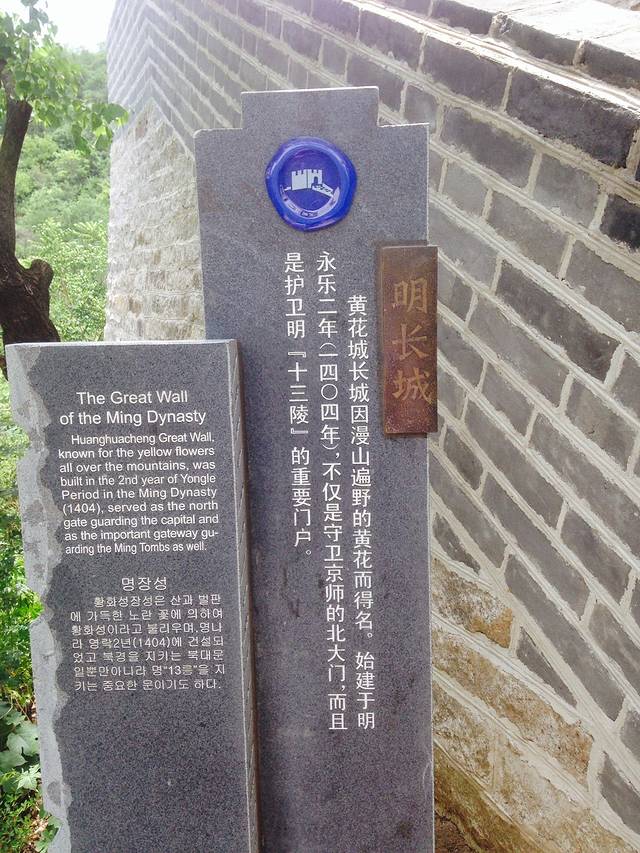 明长城
黄花城长城因漫山遍野的黄花而得名。始建于明
永乐二年(一四〇四年),不仅是守卫京师的北大门,而且
是护卫明『十三陵』的重要门户。
The Great Wall
of the Ming Dynasty
Huanghuacheng Great Wall,
known for the yellow flowers
all over the mountains, was
built in the 2nd year of Yongle
Period in the Ming Dynasty
(1404), served as the north
gate guarding the capital and
as the important gateway gu-
arding the Ming Tombs as well.
명장성
황화성장성은 산과 벌판
에 가득한 노란 꽃에 의하여
황화성이라고 불리우며,명나
라 영락2년(1404)에 건설되
었고 북경을 지키는 북대문
일뿐만아니라 명"13릉"을 지
키는 중요한 문이기도 하다.